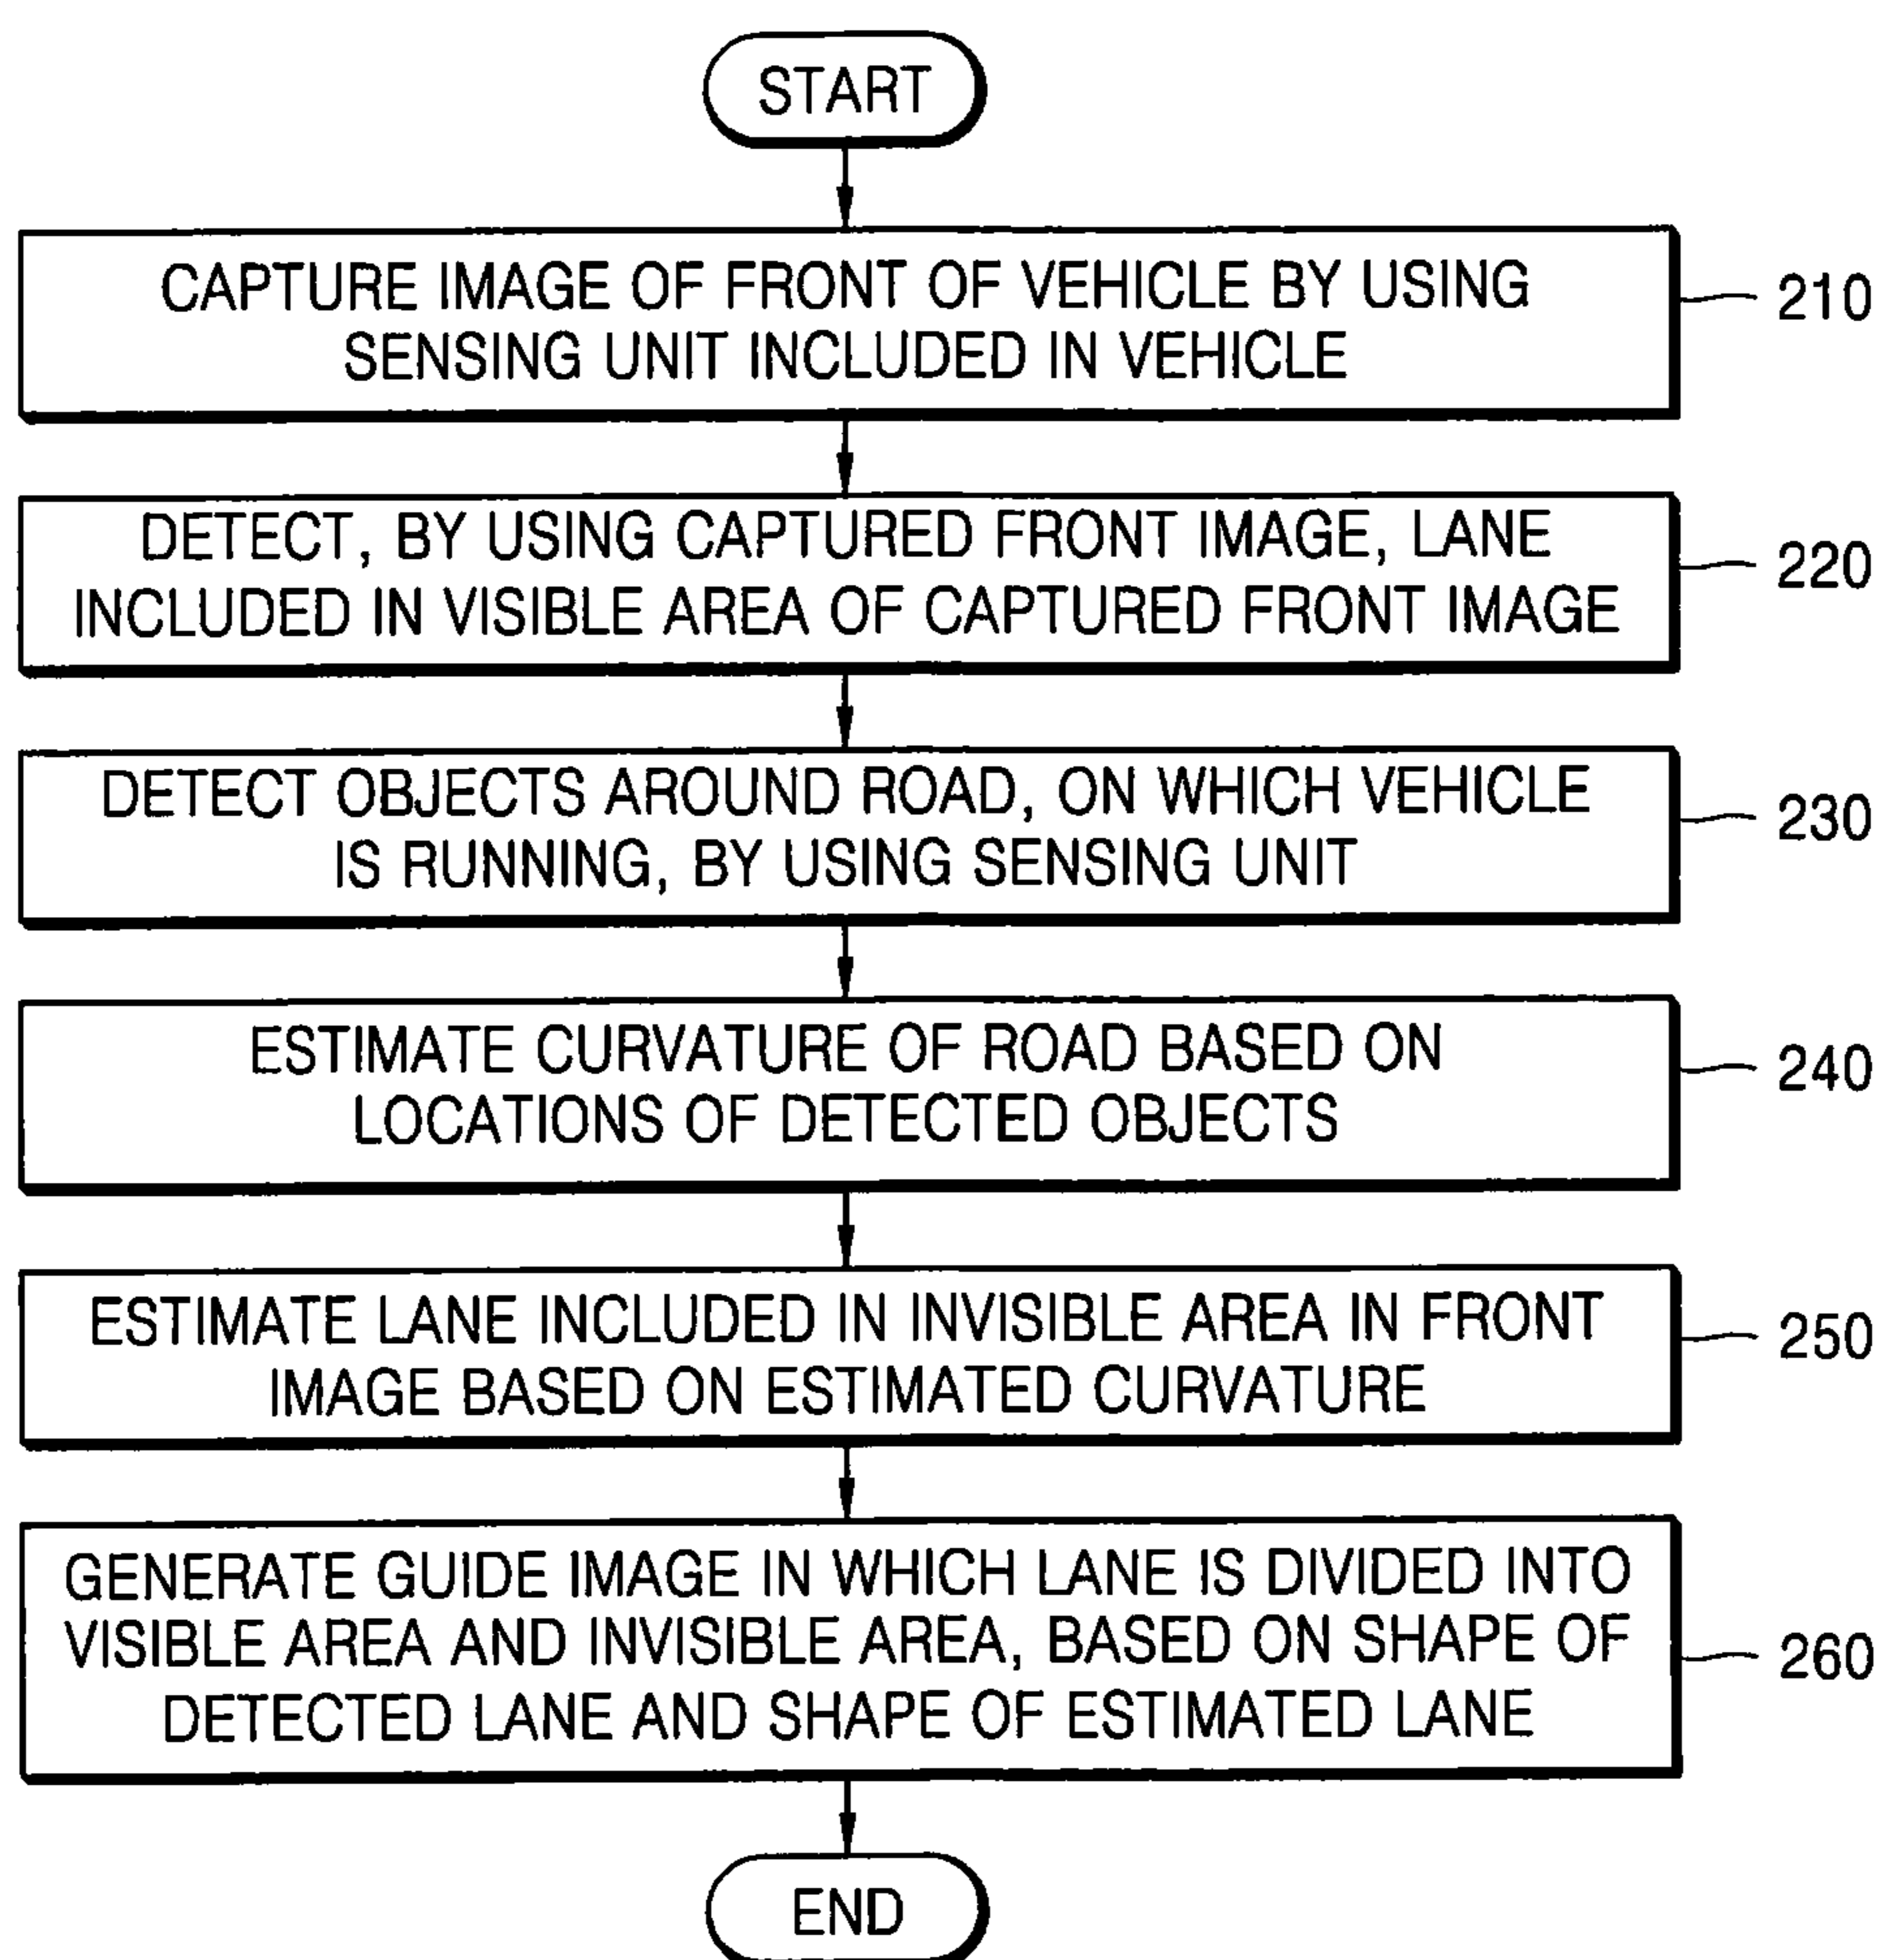 START
CAPTURE IMAGE OF FRONT OF VEHICLE BY USING
SENSING UNIT INCLUDED IN VEHICLE
210
DETECT, BY USING CAPTURED FRONT IMAGE, LANE
INCLUDED IN VISIBLE AREA OF CAPTURED FRONT IMAGE
220
DETECT OBJECTS AROUND ROAD, ON WHICH VEHICLE
IS RUNNING, BY USING SENSING UNIT
230
ESTIMATE CURVATURE OF ROAD BASED ON
LOCATIONS OF DETECTED OBJECTS
240
ESTIMATE LANE INCLUDED IN INVISIBLE AREA IN FRONT
IMAGE BASED ON ESTIMATED CURVATURE
250
GENERATE GUIDE IMAGE IN WHICH LANE IS DIVIDED INTO
VISIBLE AREA AND INVISIBLE AREA, BASED ON SHAPE OF
DETECTED LANE AND SHAPE OF ESTIMATED LANE
260
END